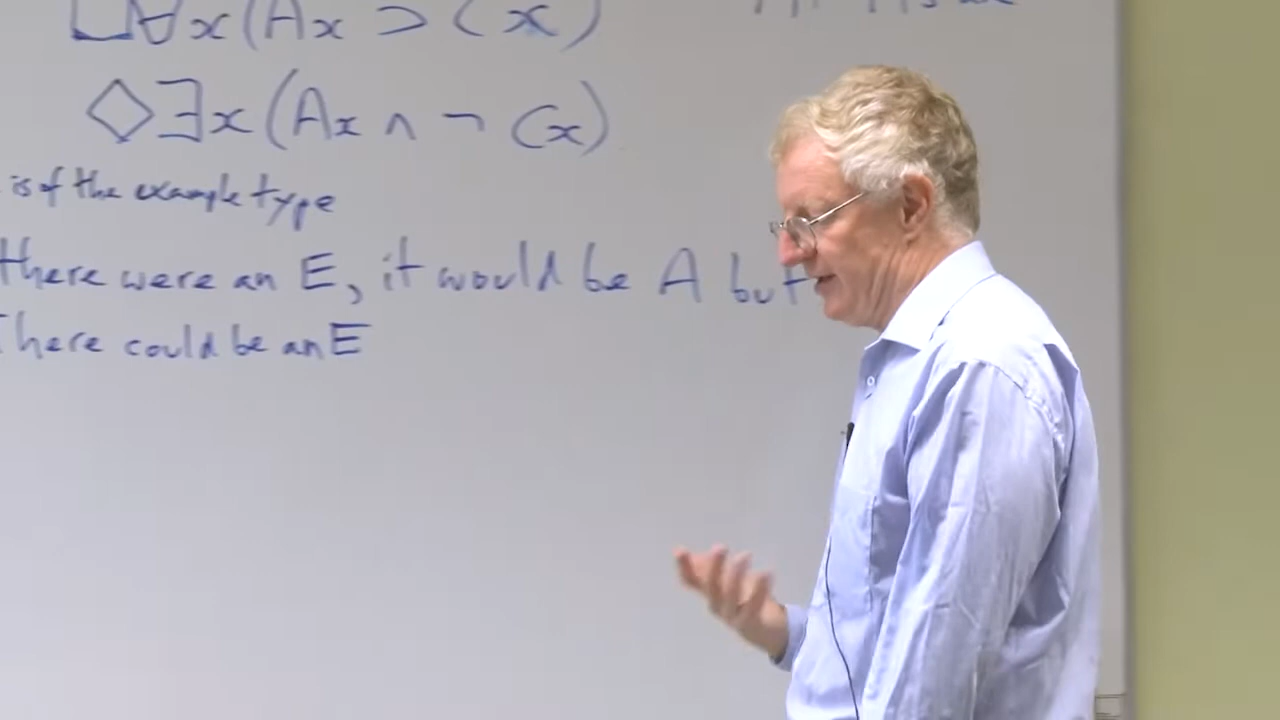 □∀x(Ax ⊃ Cx)
◇∃x(Ax ∧ ¬ Cx)
is of the example type
there were an E, it would be A but
There could be an E